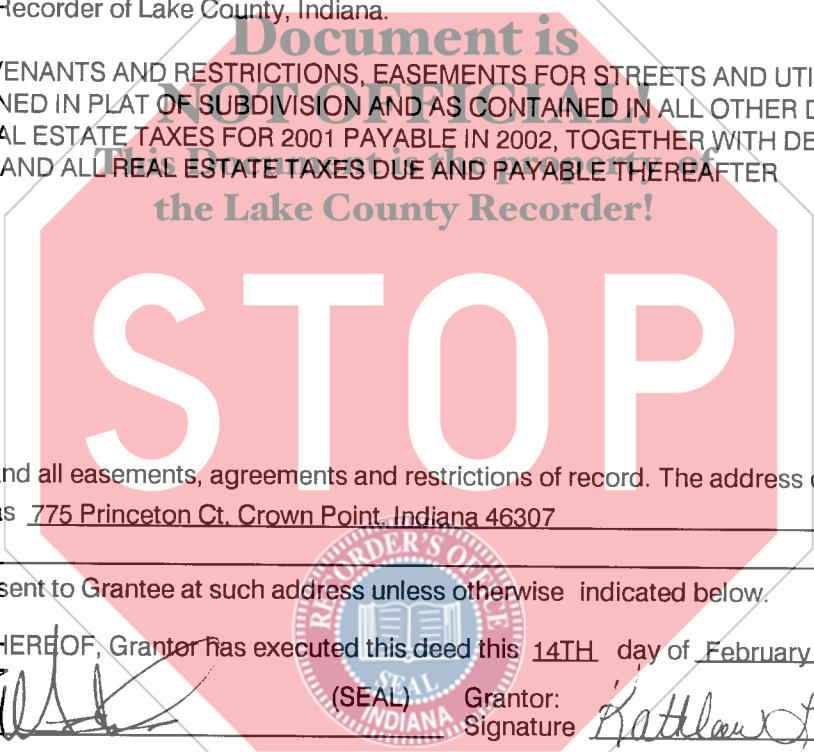 Recorder of Lake County, Indiana.
Document is
VENANTS AND RESTRICTIONS, EASEMENTS FOR STREETS AND UTI
NOT OFFICIAL!
NED IN PLAT OF SUBDIVISION AND AS CONTAINED IN ALL OTHER D
AL ESTATE TAXES FOR 2001 PAYABLE IN 2002, TOGETHER WITH DE
This Document is the property of
AND ALL REAL ESTATE TAXES DUE AND PAYABLE THEREAFTER
the Lake County Recorder!
STOP
nd all easements, agreements and restrictions of record. The address o
s 775 Princeton Ct. Crown Point, Indiana 46307
RECORDER'S OFFICE
sent to Grantee at such address unless otherwise indicated below.
HEREOF, Grantor has executed this deed this 14TH day of February
SEAL
(SEAL) Grantor:
INDIANA
Signature Kathleen